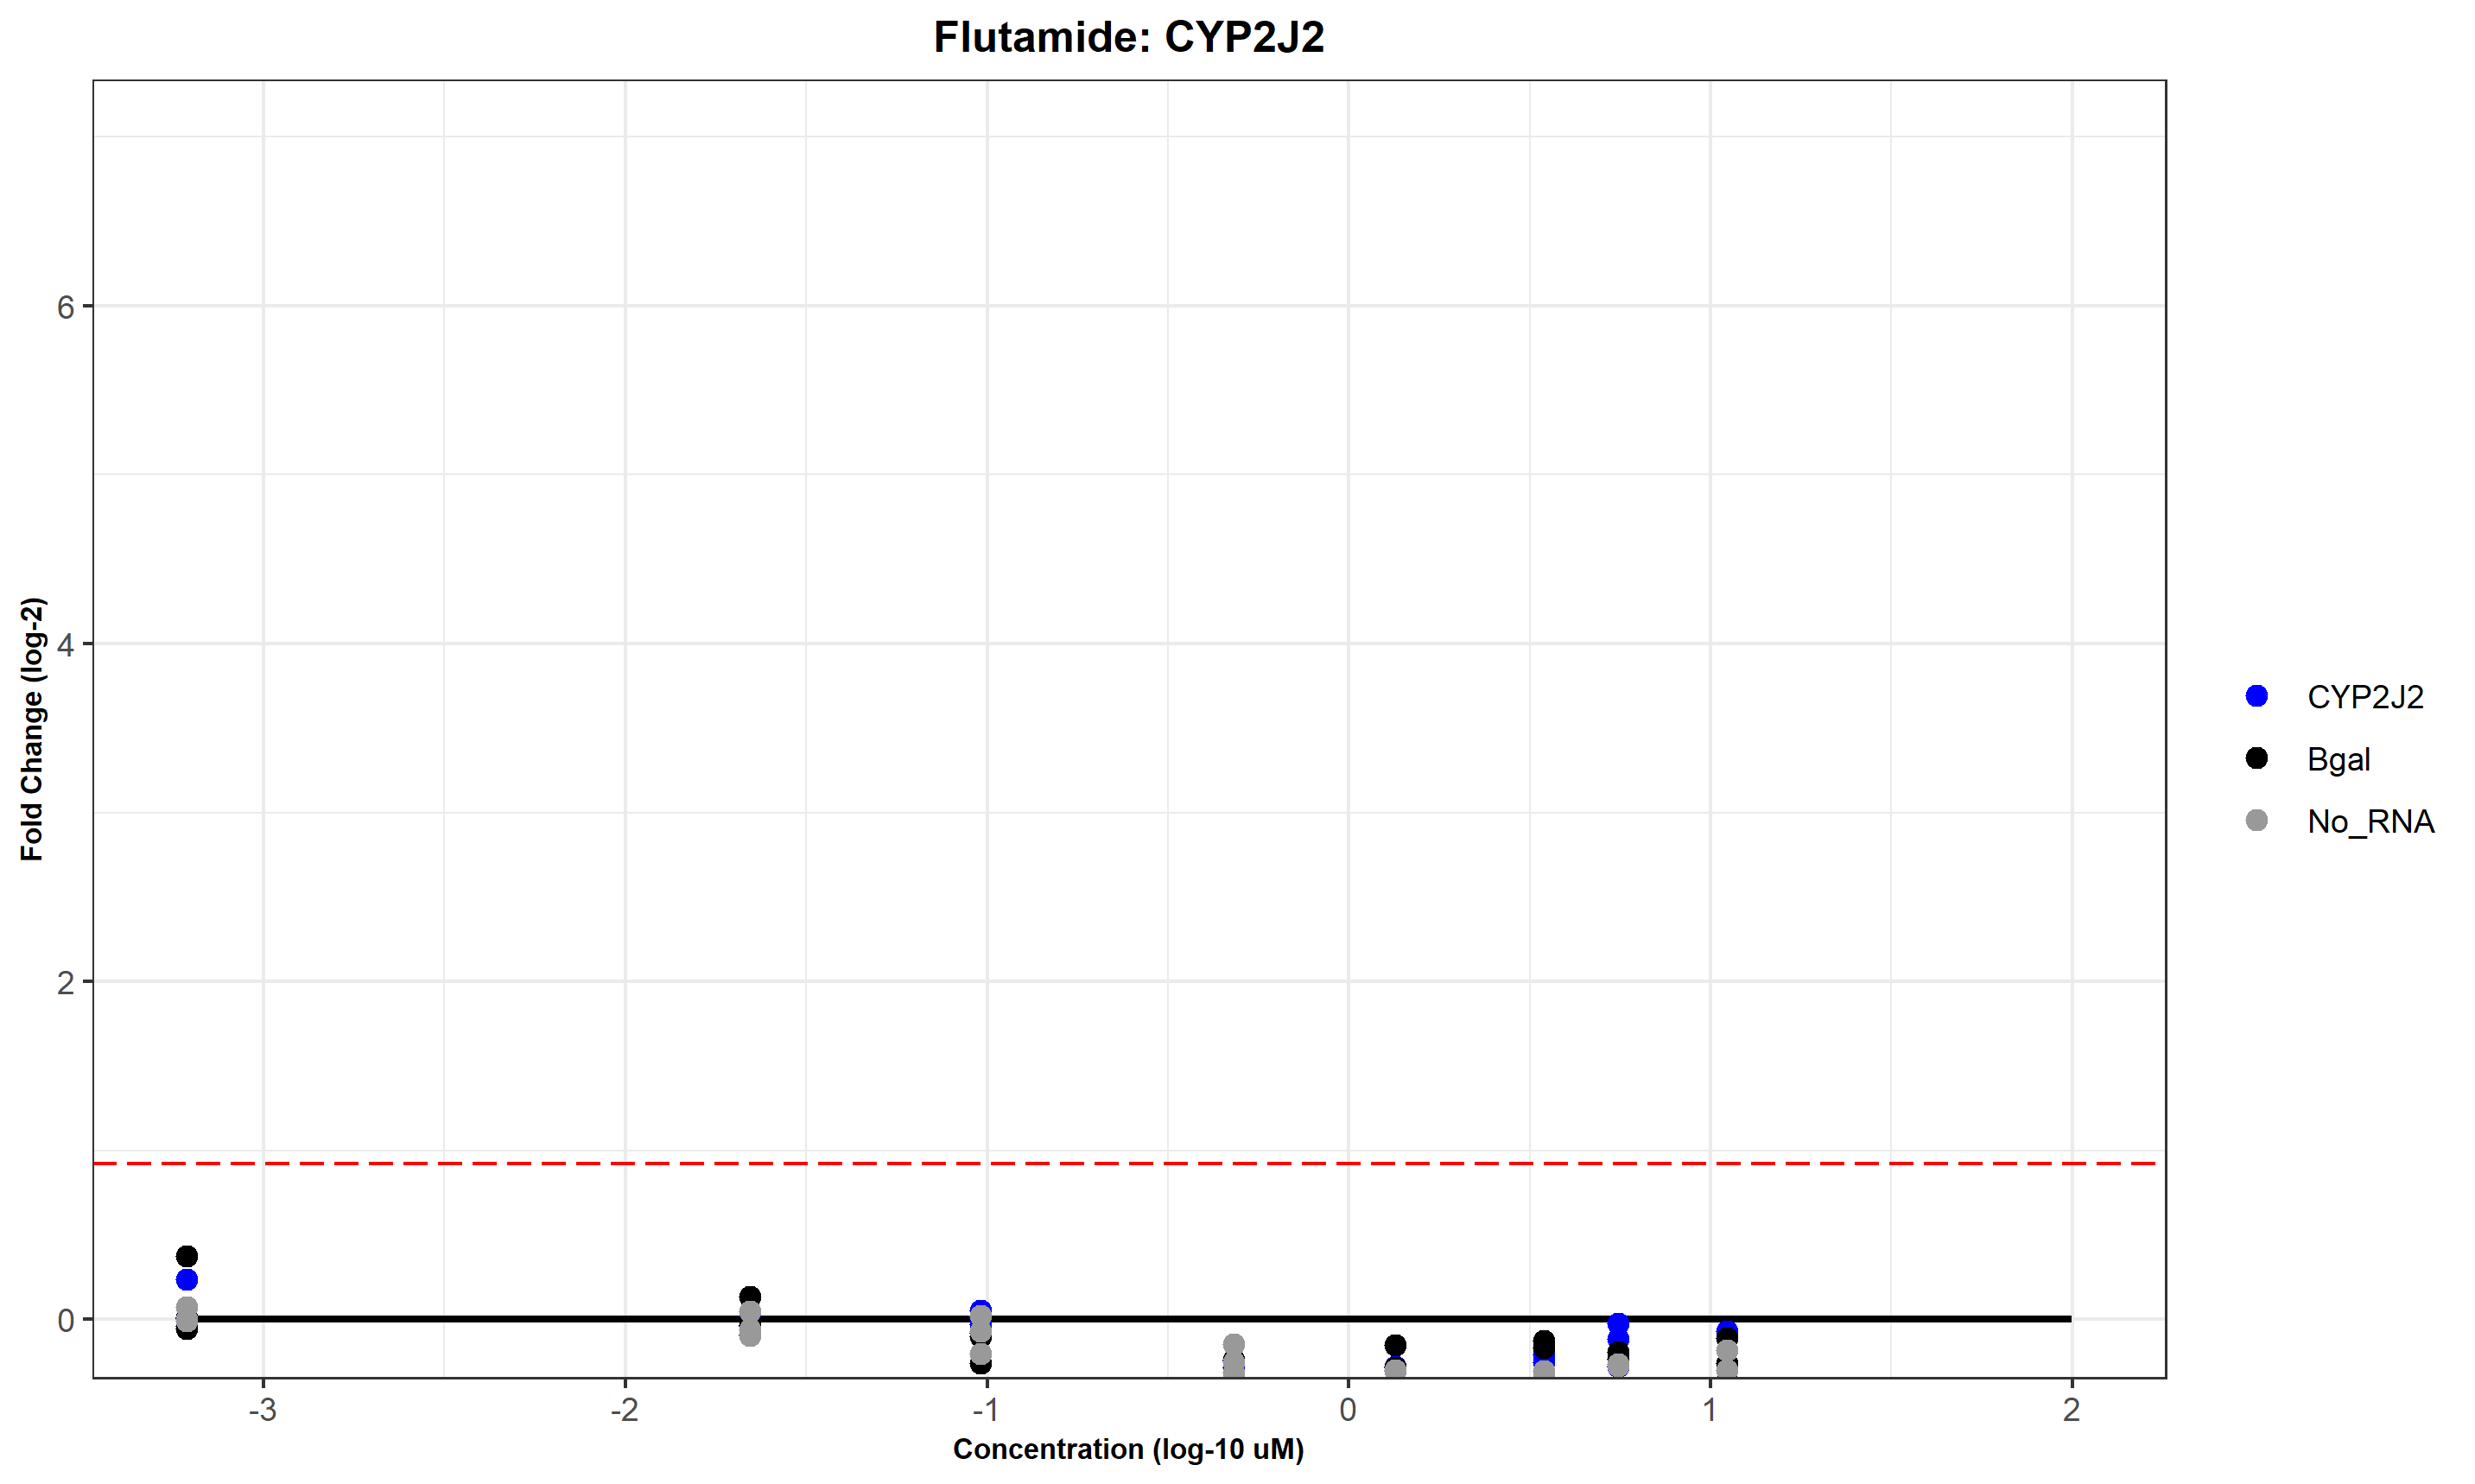 Flutamide: CYP2J2
Fold Change (log-2)
6
4
2
0
-3 -2 -1 0 1 2
Concentration (log-10 uM)
CYP2J2
Bgal
No_RNA